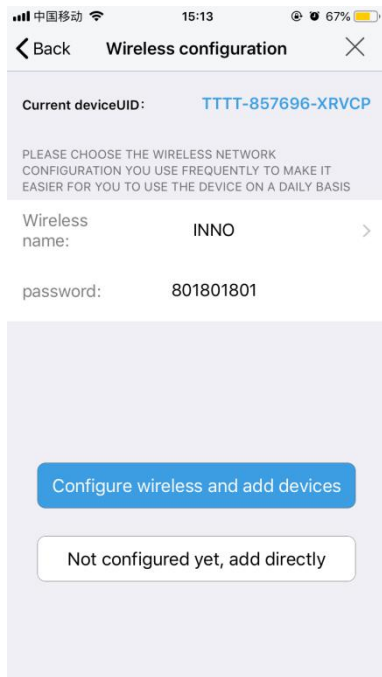 中国移动 15:13 67%
Back Wireless configuration
Current deviceUID: TTTT-857696-XRVCP
PLEASE CHOOSE THE WIRELESS NETWORK
CONFIGURATION YOU USE FREQUENTLY TO MAKE IT
EASIER FOR YOU TO USE THE DEVICE ON A DAILY BASIS
Wireless
name: INNO
password: 801801801
Configure wireless and add devices
Not configured yet, add directly